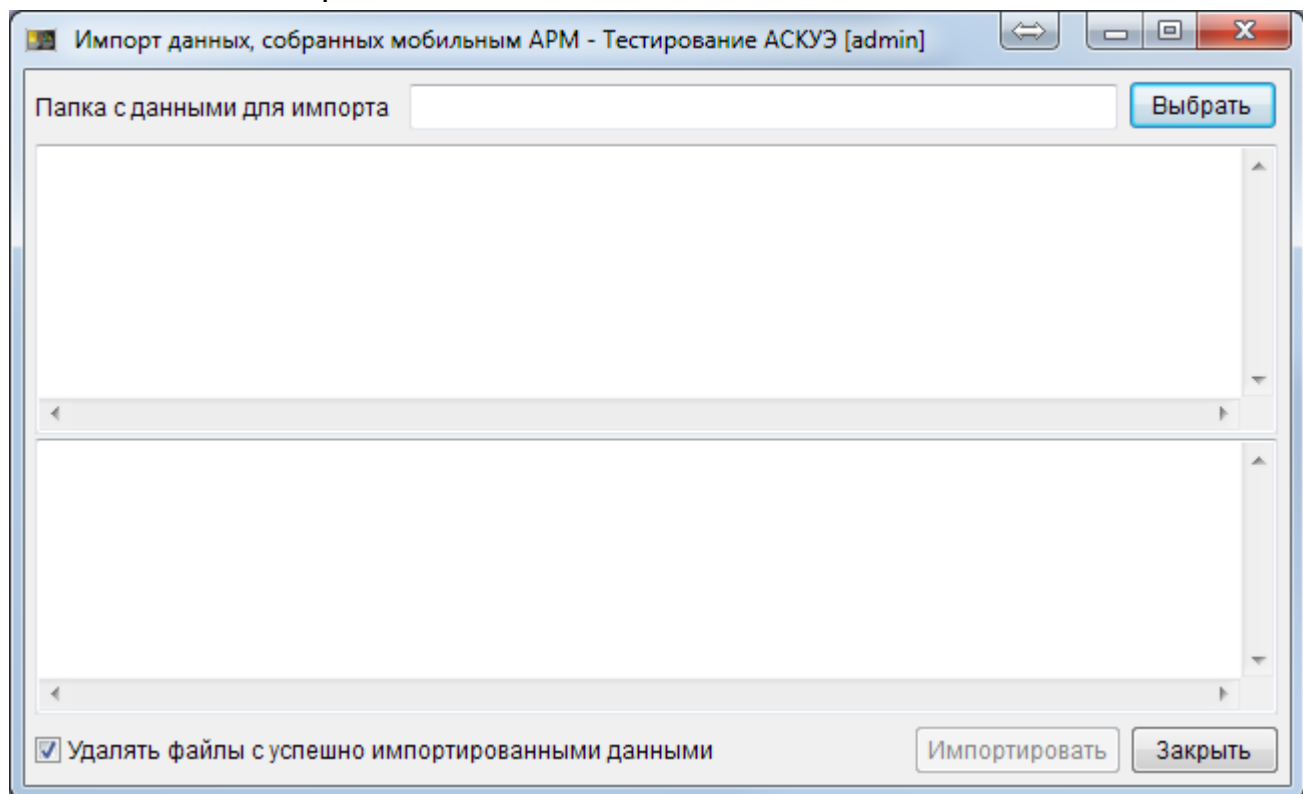 Импорт данных, собранных мобильным АРМ - Тестирование АСКУЭ [admin]
Папка с данными для импорта Выбрать
Удалять файлы с успешно импортированными данными Импортировать Закрыть